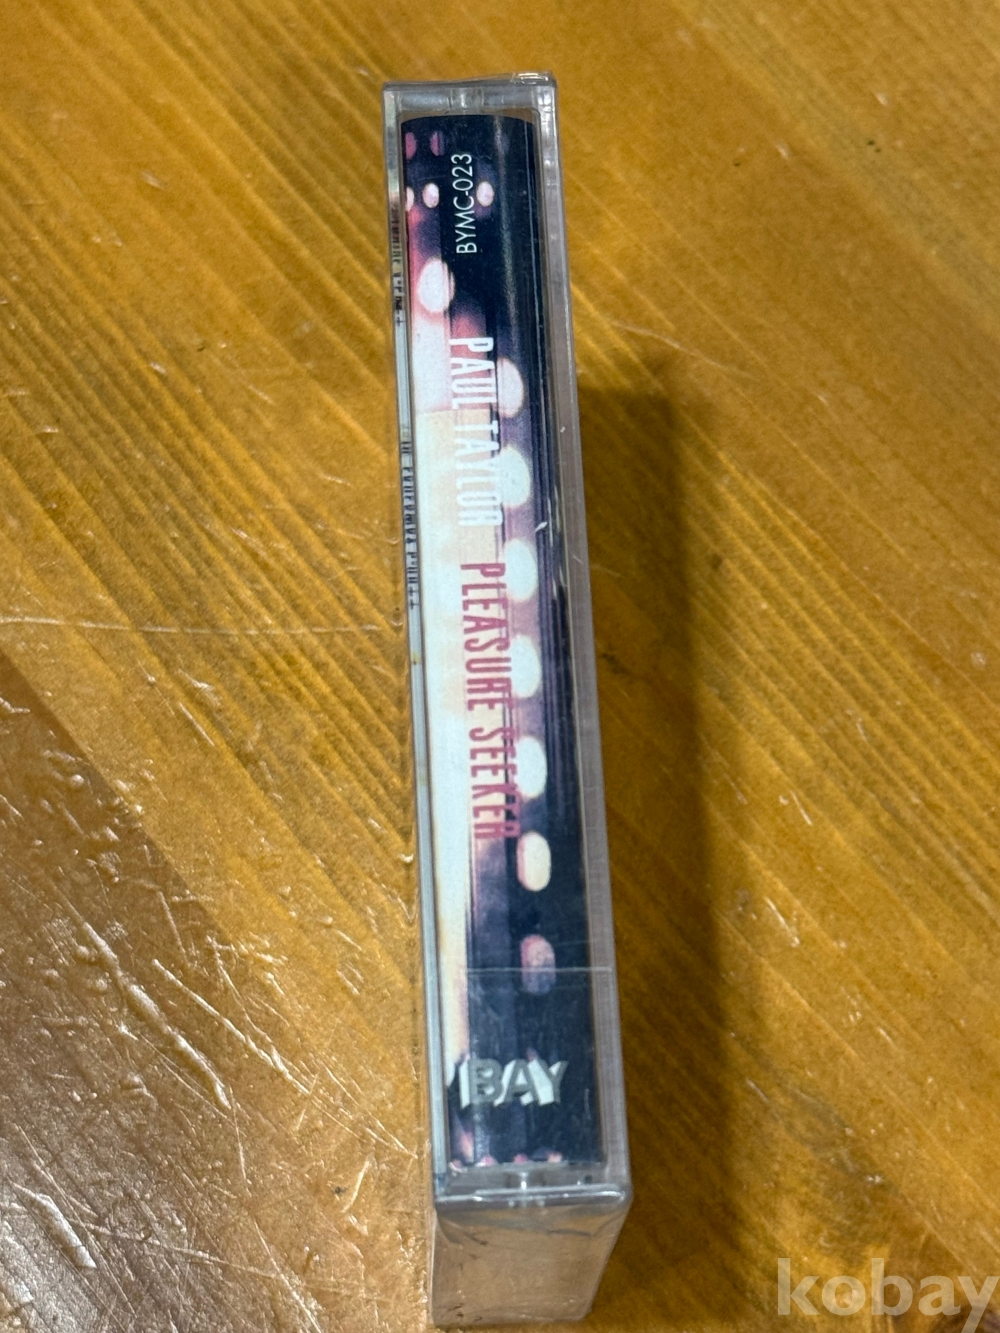 BYMC-023
PAUL TAYLOR PLEASURE SEEKER
BAY
kobay